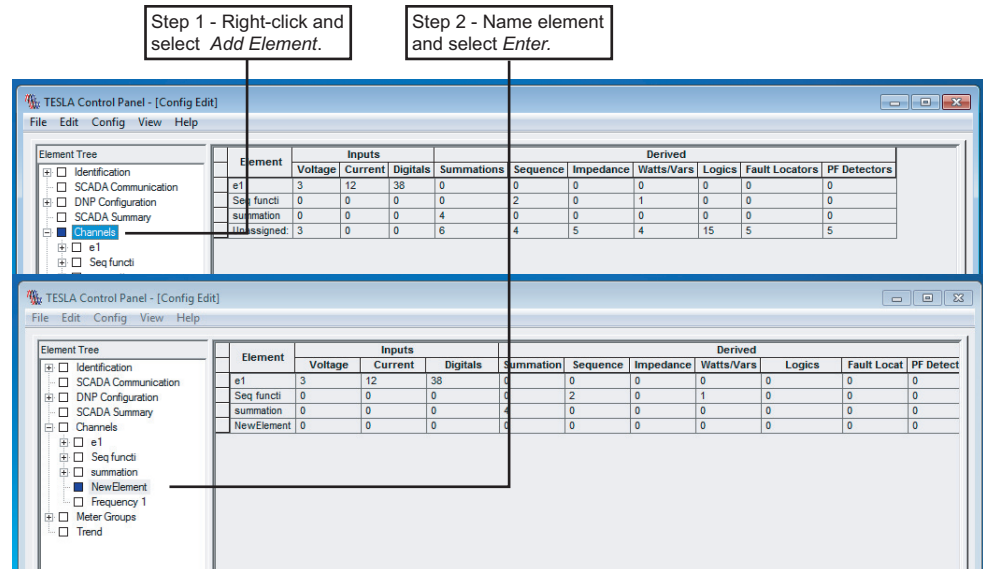 Step 1 - Right-click and
select Add Element.
Step 2 - Name element
and select Enter.
TESLA Control Panel - [Config Edit]
File Edit Config View Help
Element Tree
Identification
SCADA Communication
DNP Configuration
SCADA Summary
Channels
e1
Seq functi
Inputs Derived
Element Voltage Current Digitals Summations Sequence Impedance Watts/Vars Logics Fault Locators PF Detectors
e1 3 12 38 0 0 0 0 0 0 0
Seq functi 0 0 0 0 2 0 1 0 0 0
summation 0 0 0 4 0 0 0 0 0 0
Unassigned: 3 0 0 6 4 5 4 15 5 5
TESLA Control Panel - [Config Edit]
File Edit Config View Help
Element Tree
Identification
SCADA Communication
DNP Configuration
SCADA Summary
Channels
e1
Seq functi
summation
NewElement
Frequency 1
Meter Groups
Trend
Inputs Derived
Element Voltage Current Digitals Summation Sequence Impedance Watts/Vars Logics Fault Locat PF Detect
e1 3 12 38 0 0 0 0 0 0 0
Seq functi 0 0 0 0 2 0 1 0 0 0
summation 0 0 0 4 0 0 0 0 0 0
NewElement 0 0 0 0 0 0 0 0 0 0